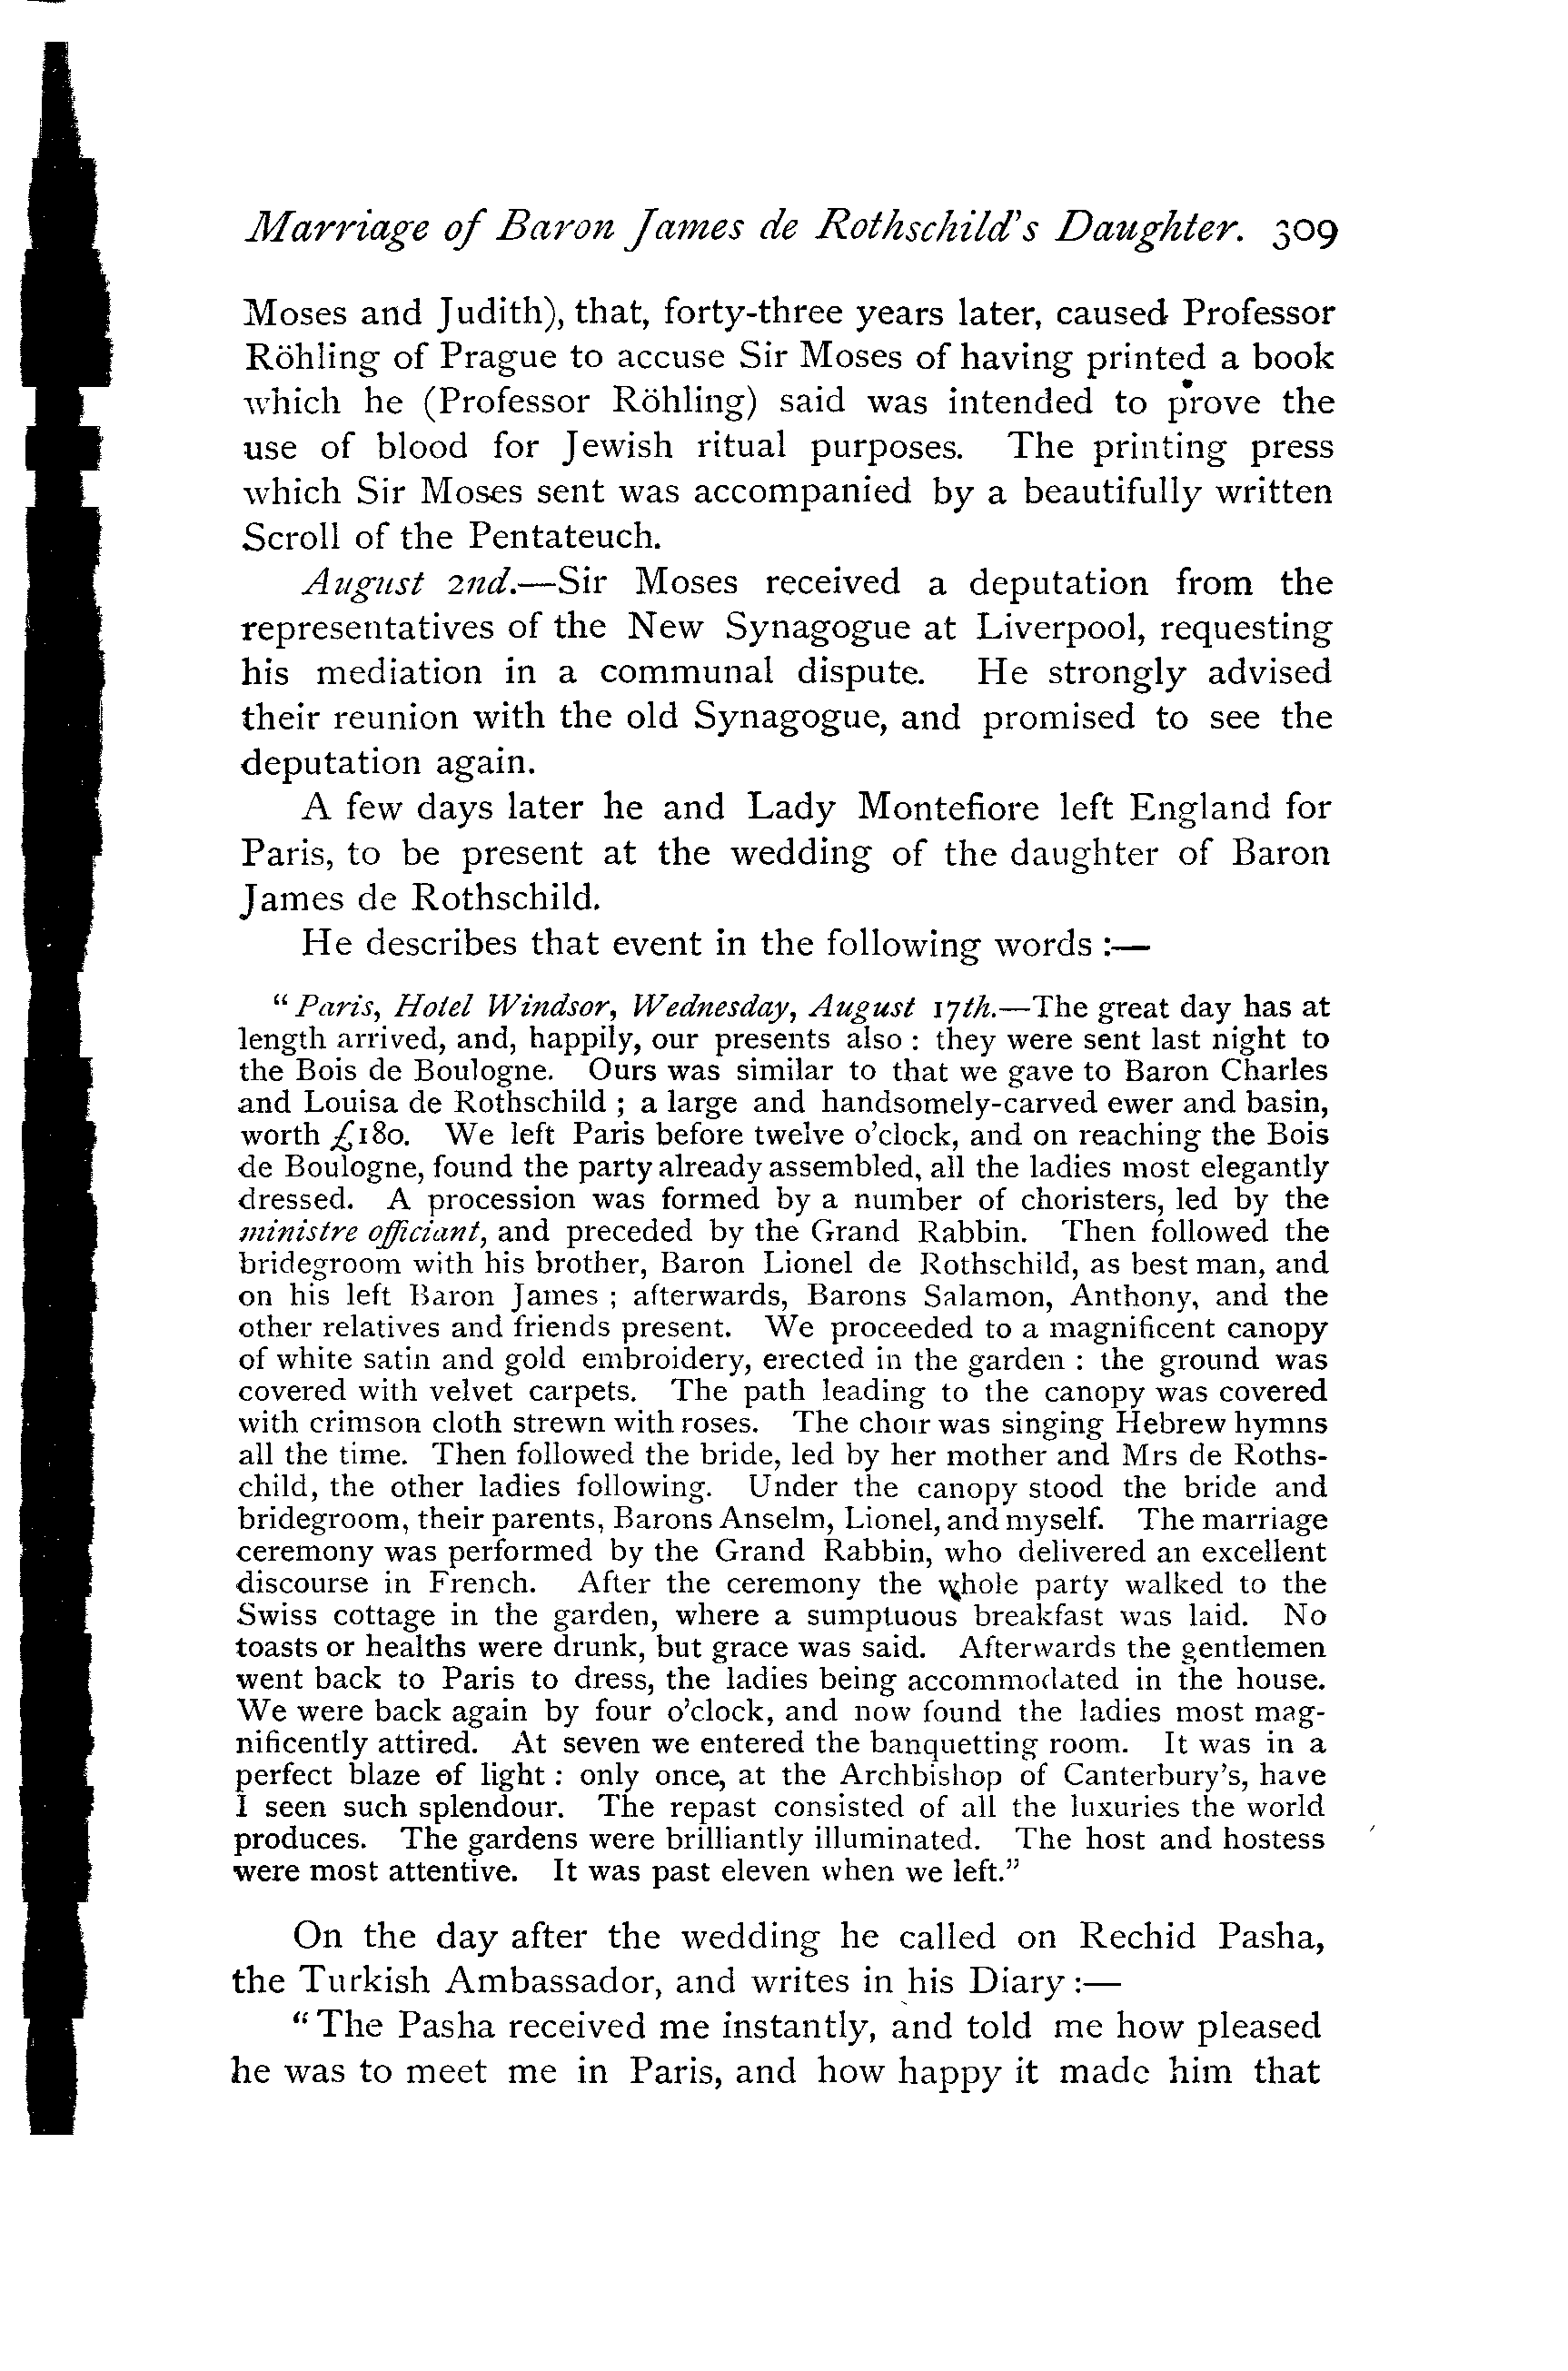 Marriage of Baron James de Rothschild's Daughter. 309
Moses and Judith), that, forty-three years later, caused Professor
Röhling of Prague to accuse Sir Moses of having printed a book
which he (Professor Röhling) said was intended to prove the
use of blood for Jewish ritual purposes. The printing press
which Sir Moses sent was accompanied by a beautifully written
Scroll of the Pentateuch.
August 2nd.—Sir Moses received a deputation from the
representatives of the New Synagogue at Liverpool, requesting
his mediation in a communal dispute. He strongly advised
their reunion with the old Synagogue, and promised to see the
deputation again.
A few days later he and Lady Montefiore left England for
Paris, to be present at the wedding of the daughter of Baron
James de Rothschild.
He describes that event in the following words :—
" Paris, Hotel Windsor, Wednesday, August 17th.—The great day has at
length arrived, and, happily, our presents also : they were sent last night to
the Bois de Boulogne. Ours was similar to that we gave to Baron Charles
and Louisa de Rothschild ; a large and handsomely-carved ewer and basin,
worth £180. We left Paris before twelve o'clock, and on reaching the Bois
de Boulogne, found the party already assembled, all the ladies most elegantly
dressed. A procession was formed by a number of choristers, led by the
ministre officiant, and preceded by the Grand Rabbin. Then followed the
bridegroom with his brother, Baron Lionel de Rothschild, as best man, and
on his left Baron James ; afterwards, Barons Salamon, Anthony, and the
other relatives and friends present. We proceeded to a magnificent canopy
of white satin and gold embroidery, erected in the garden : the ground was
covered with velvet carpets. The path leading to the canopy was covered
with crimson cloth strewn with roses. The choir was singing Hebrew hymns
all the time. Then followed the bride, led by her mother and Mrs de Roths-
child, the other ladies following. Under the canopy stood the bride and
bridegroom, their parents, Barons Anselm, Lionel, and myself. The marriage
ceremony was performed by the Grand Rabbin, who delivered an excellent
discourse in French. After the ceremony the whole party walked to the
Swiss cottage in the garden, where a sumptuous breakfast was laid. No
toasts or healths were drunk, but grace was said. Afterwards the gentlemen
went back to Paris to dress, the ladies being accommodated in the house.
We were back again by four o'clock, and now found the ladies most mag-
nificently attired. At seven we entered the banquetting room. It was in a
perfect blaze of light : only once, at the Archbishop of Canterbury's, have
I seen such splendour. The repast consisted of all the luxuries the world
produces. The gardens were brilliantly illuminated. The host and hostess
were most attentive. It was past eleven when we left."
On the day after the wedding he called on Rechid Pasha,
the Turkish Ambassador, and writes in his Diary :—
" The Pasha received me instantly, and told me how pleased
he was to meet me in Paris, and how happy it made him that